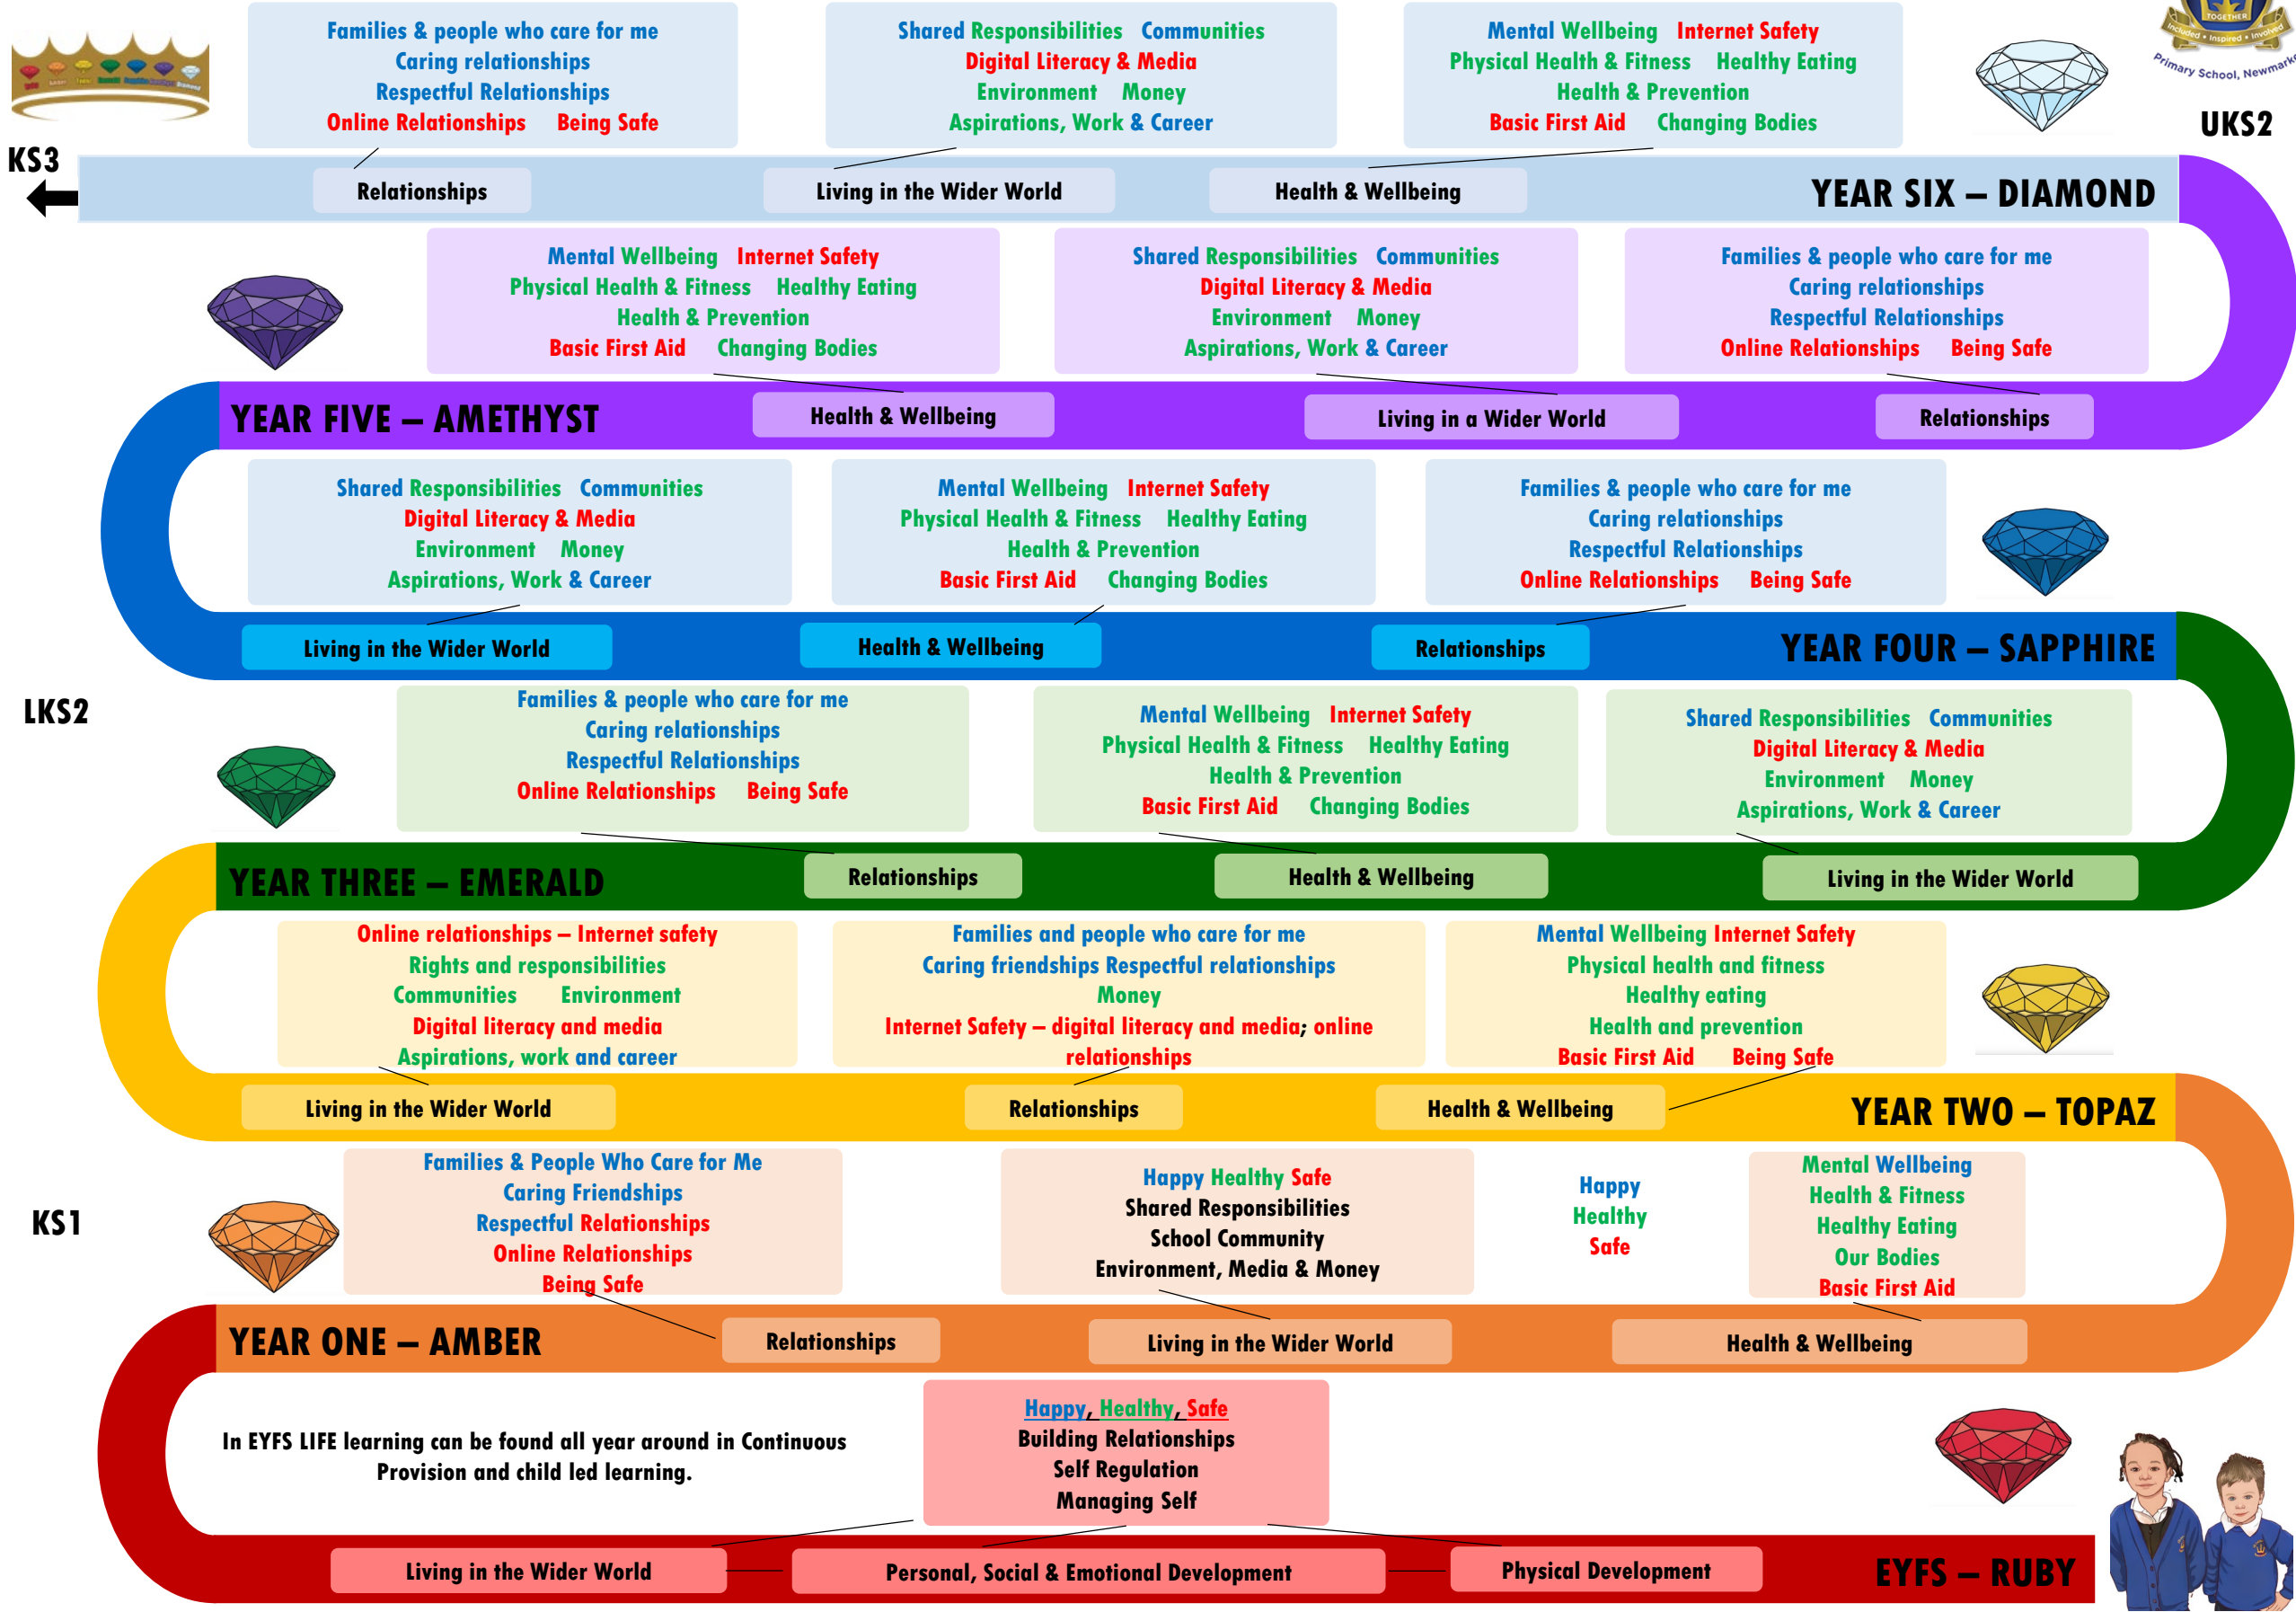 TOGETHER
Included • Inspired • Involved
Primary School, Newmarke
UKS2
Families & people who care for me
Caring relationships
Respectful Relationships
Online Relationships Being Safe
Shared Responsibilities Communities
Digital Literacy & Media
Environment Money
Aspirations, Work & Career
Mental Wellbeing Internet Safety
Physical Health & Fitness Healthy Eating
Health & Prevention
Basic First Aid Changing Bodies
KS3
Relationships
Living in the Wider World
Health & Wellbeing
YEAR SIX – DIAMOND
Mental Wellbeing Internet Safety
Physical Health & Fitness Healthy Eating
Health & Prevention
Basic First Aid Changing Bodies
Shared Responsibilities Communities
Digital Literacy & Media
Environment Money
Aspirations, Work & Career
Families & people who care for me
Caring relationships
Respectful Relationships
Online Relationships Being Safe
YEAR FIVE – AMETHYST
Health & Wellbeing
Living in a Wider World
Relationships
Shared Responsibilities Communities
Digital Literacy & Media
Environment Money
Aspirations, Work & Career
Mental Wellbeing Internet Safety
Physical Health & Fitness Healthy Eating
Health & Prevention
Basic First Aid Changing Bodies
Families & people who care for me
Caring relationships
Respectful Relationships
Online Relationships Being Safe
Living in the Wider World
Health & Wellbeing
Relationships
YEAR FOUR – SAPPHIRE
LKS2
Families & people who care for me
Caring relationships
Respectful Relationships
Online Relationships Being Safe
Mental Wellbeing Internet Safety
Physical Health & Fitness Healthy Eating
Health & Prevention
Basic First Aid Changing Bodies
Shared Responsibilities Communities
Digital Literacy & Media
Environment Money
Aspirations, Work & Career
YEAR THREE – EMERALD
Relationships
Health & Wellbeing
Living in the Wider World
Online relationships – Internet safety
Rights and responsibilities
Communities Environment
Digital literacy and media
Aspirations, work and career
Families and people who care for me
Caring friendships Respectful relationships
Money
Internet Safety – digital literacy and media; online
relationships
Mental Wellbeing Internet Safety
Physical health and fitness
Healthy eating
Health and prevention
Basic First Aid Being Safe
Living in the Wider World
Relationships
Health & Wellbeing
YEAR TWO – TOPAZ
KS1
Families & People Who Care for Me
Caring Friendships
Respectful Relationships
Online Relationships
Being Safe
Happy Healthy Safe
Shared Responsibilities
School Community
Environment, Media & Money
Happy
Healthy
Safe
Mental Wellbeing
Health & Fitness
Healthy Eating
Our Bodies
Basic First Aid
YEAR ONE – AMBER
Relationships
Living in the Wider World
Health & Wellbeing
In EYFS LIFE learning can be found all year around in Continuous
Provision and child led learning.
Happy, Healthy, Safe
Building Relationships
Self Regulation
Managing Self
Living in the Wider World
Personal, Social & Emotional Development
Physical Development
EYFS – RUBY